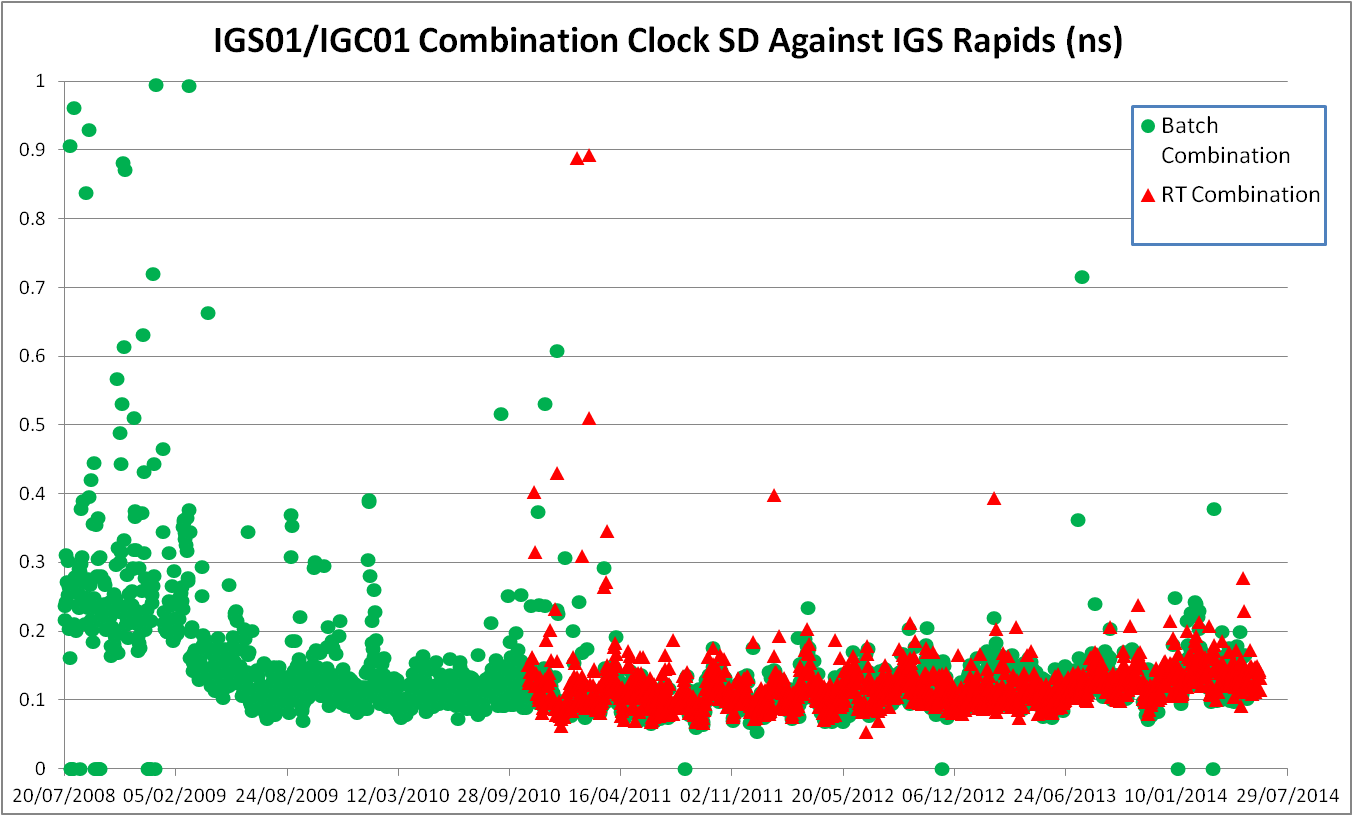 IGS01/IGC01 Combination Clock SD Against IGS Rapids (ns)
1
0.9
0.8
0.7
0.6
0.5
0.4
0.3
0.2
0.1
0
Batch
Combination
RT Combination
20/07/2008 05/02/2009 24/08/2009 12/03/2010 28/09/2010 16/04/2011 02/11/2011 20/05/2012 06/12/2012 24/06/2013 10/01/2014 29/07/2014